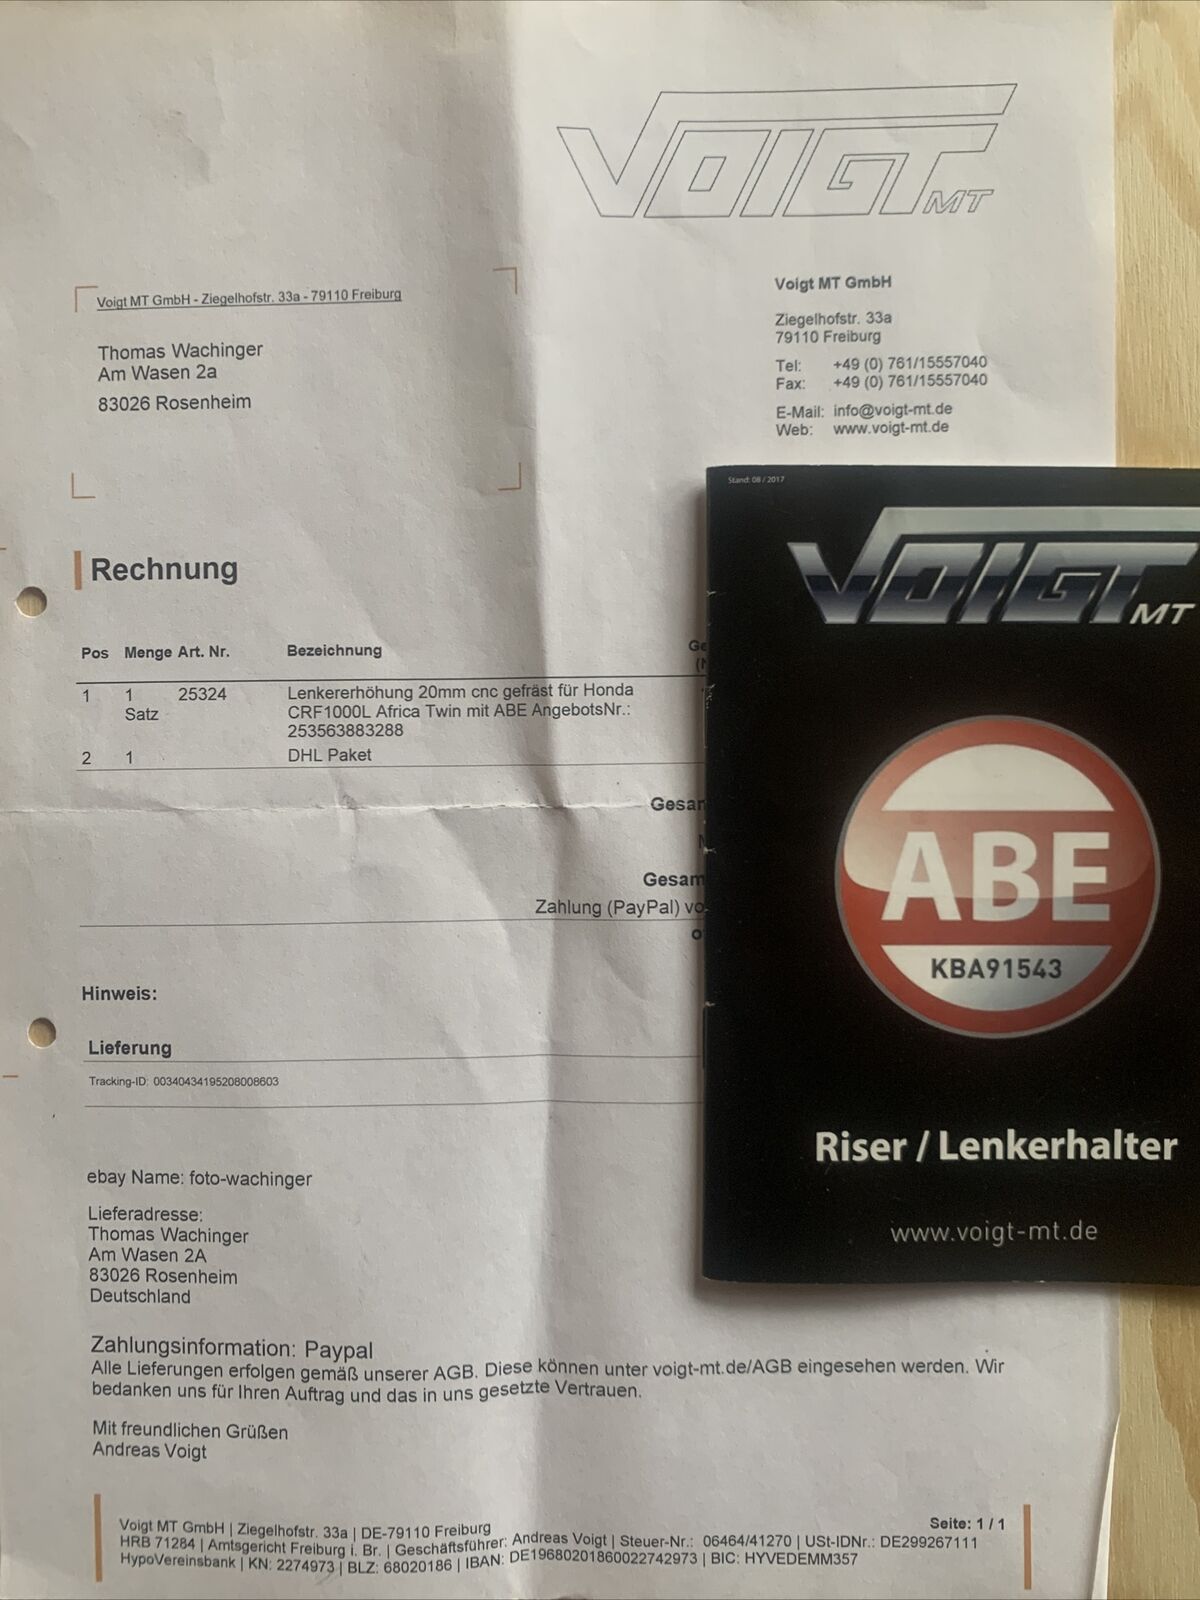 VOIGT MT
Voigt MT GmbH - Ziegelhofstr. 33a - 79110 Freiburg
Thomas Wachinger
Am Wasen 2a
83026 Rosenheim
Voigt MT GmbH
Ziegelhofstr. 33a
79110 Freiburg
Tel: +49 (0) 761/15557040
Fax: +49 (0) 761/15557040
E-Mail: info@voigt-mt.de
Web: www.voigt-mt.de
Rechnung
Pos Menge Art. Nr. Bezeichnung
1 1 25324 Lenkererhöhung 20mm cnc gefräst für Honda
Satz CRF1000L Africa Twin mit ABE AngebotsNr.:
253563883288
2 1 DHL Paket
Gesam
Zahlung (PayPal)
Hinweis:
Lieferung
Tracking-ID: 00340434195208008603
ebay Name: foto-wachinger
Lieferadresse:
Thomas Wachinger
Am Wasen 2A
83026 Rosenheim
Deutschland
Zahlungsinformation: Paypal
Alle Lieferungen erfolgen gemäß unserer AGB. Diese können unter voigt-mt.de/AGB eingesehen werden. Wir
bedanken uns für Ihren Auftrag und das in uns gesetzte Vertrauen.
Mit freundlichen Grüßen
Andreas Voigt
Seite: 1 / 1
Voigt MT GmbH | Ziegelhofstr. 33a | DE-79110 Freiburg
HRB 71284 | Amtsgericht Freiburg i. Br. | Geschäftsführer: Andreas Voigt | Steuer-Nr.: 06464/41270 | USt-IDNr.: DE299267111
HypoVereinsbank | KN: 2274973 | BLZ: 68020186 | IBAN: DE19680201860022742973 | BIC: HYVEDEMM357
Stand: 08 / 2017
VOIGT MT
ABE
KBA91543
Riser / Lenkerhalter
www.voigt-mt.de